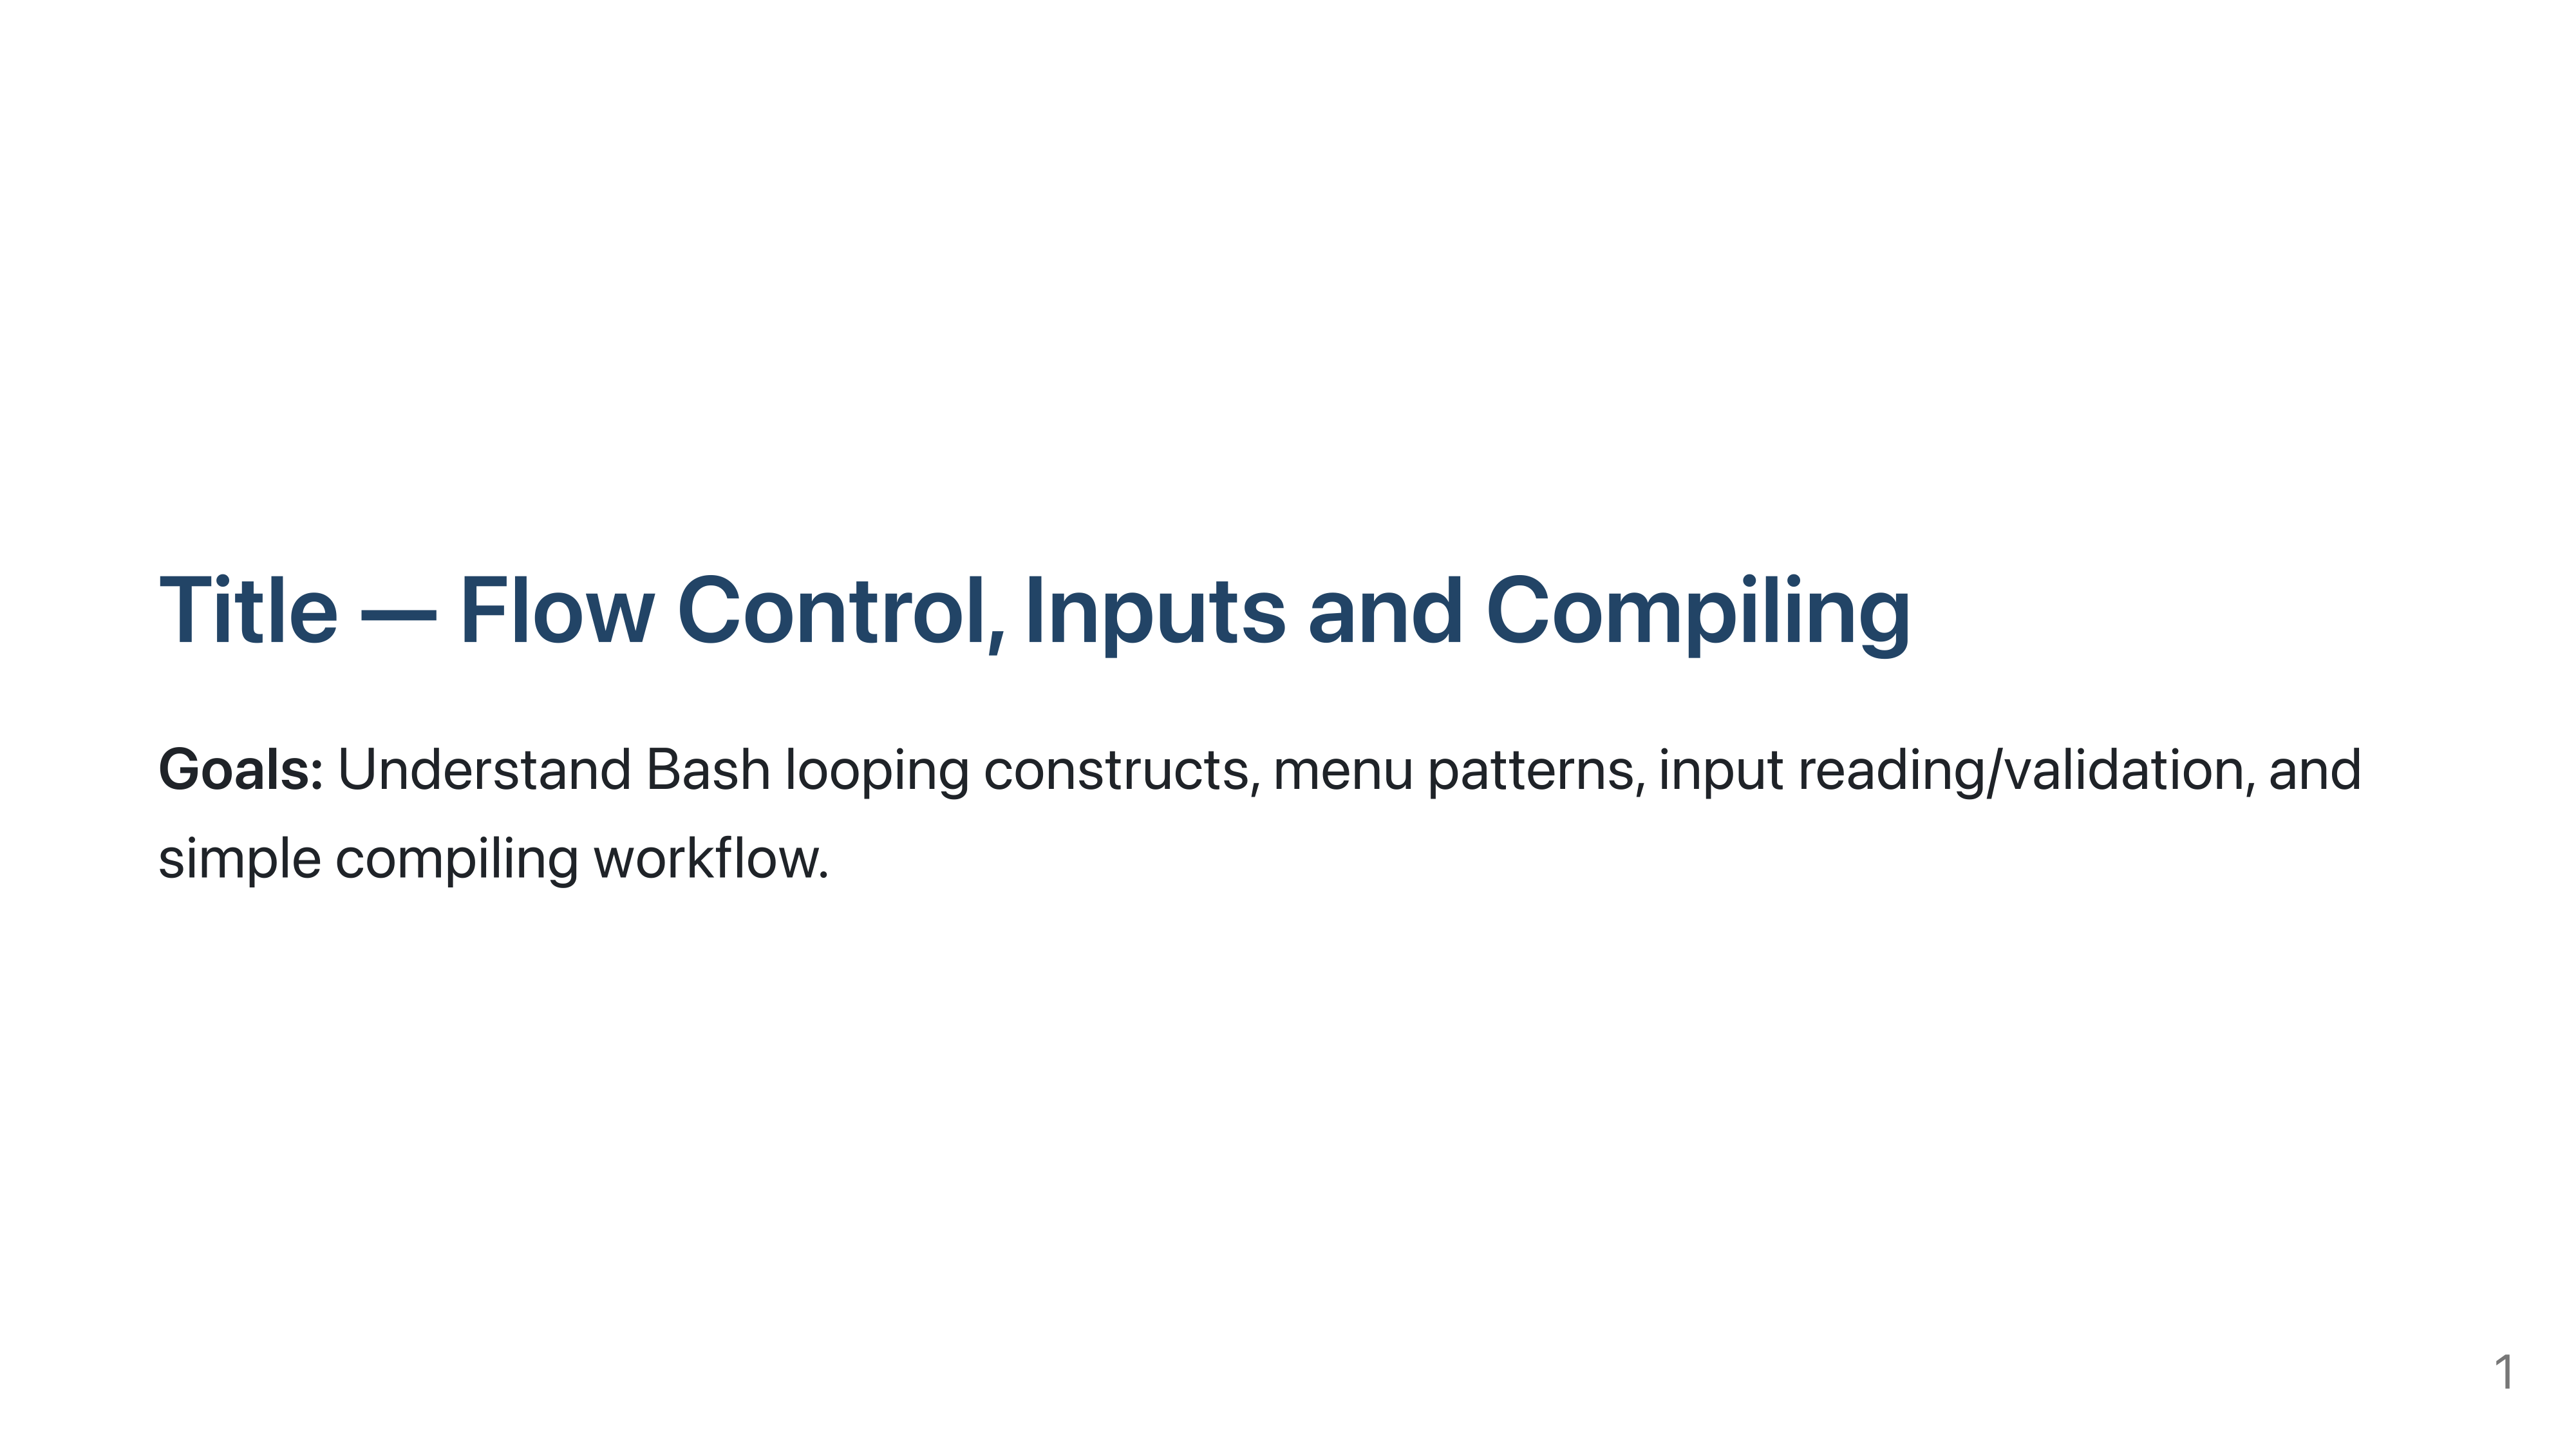 Title — Flow Control, Inputs and Compiling
Goals: Understand Bash looping constructs, menu patterns, input reading/validation, and
simple compiling workflow.
1